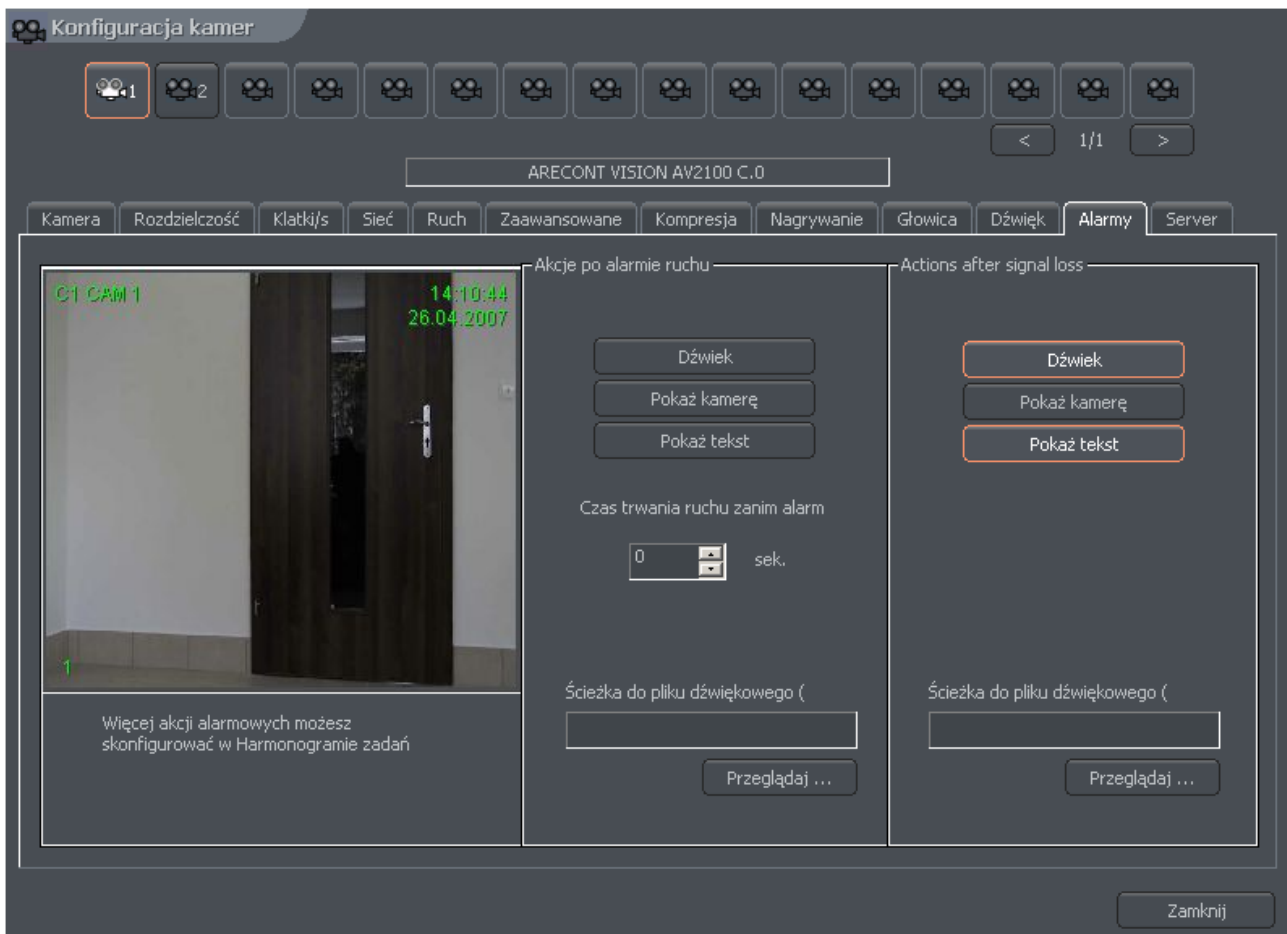 Konfiguracja kamer
1
2
< 1/1 >
ARECONT VISION AV2100 C.0
Kamera Rozdzielczość Klatki/s Sieć Ruch Zaawansowane Kompresja Nagrywanie Głowica Dźwięk Alarmy Server
C1 CAM 1
14:10:44
26.04.2007
1
Więcej akcji alarmowych możesz
skonfigurować w Harmonogramie zadań
Akcje po alarmie ruchu
Dźwiek
Pokaż kamerę
Pokaż tekst
Czas trwania ruchu zanim alarm
0 sek.
Ścieżka do pliku dźwiękowego (
Przeglądaj ...
Actions after signal loss
Dźwiek
Pokaż kamerę
Pokaż tekst
Ścieżka do pliku dźwiękowego (
Przeglądaj ...
Zamknij